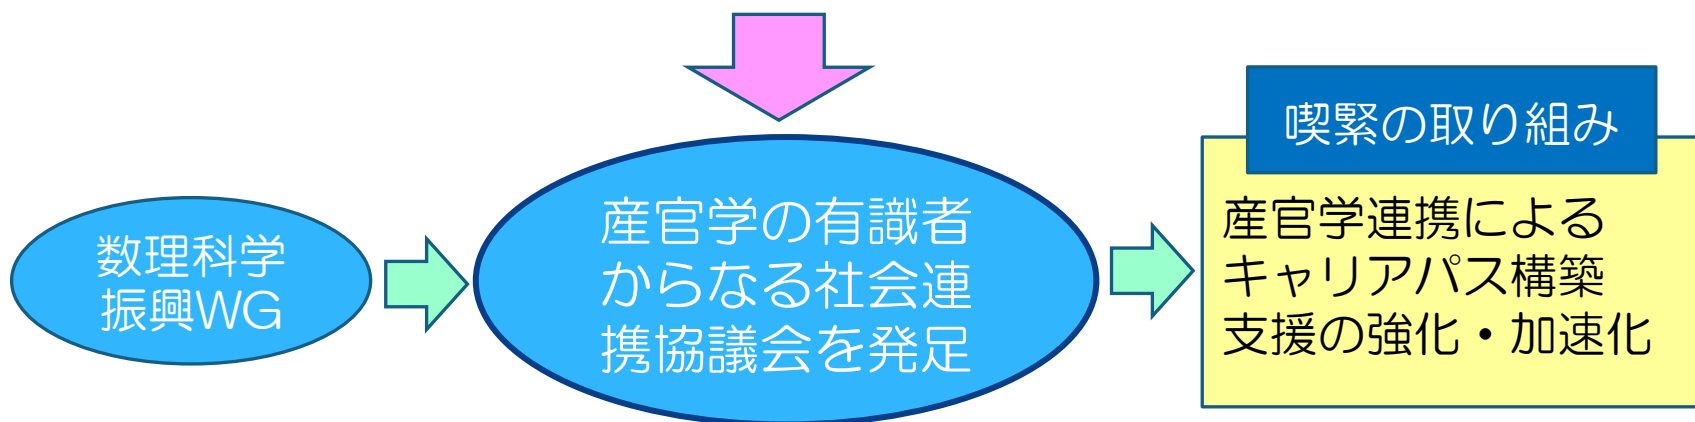 数理科学
振興WG
産官学の有識者
からなる社会連
携協議会を発足
喫緊の取り組み
産官学連携による
キャリアパス構築
支援の強化・加速化